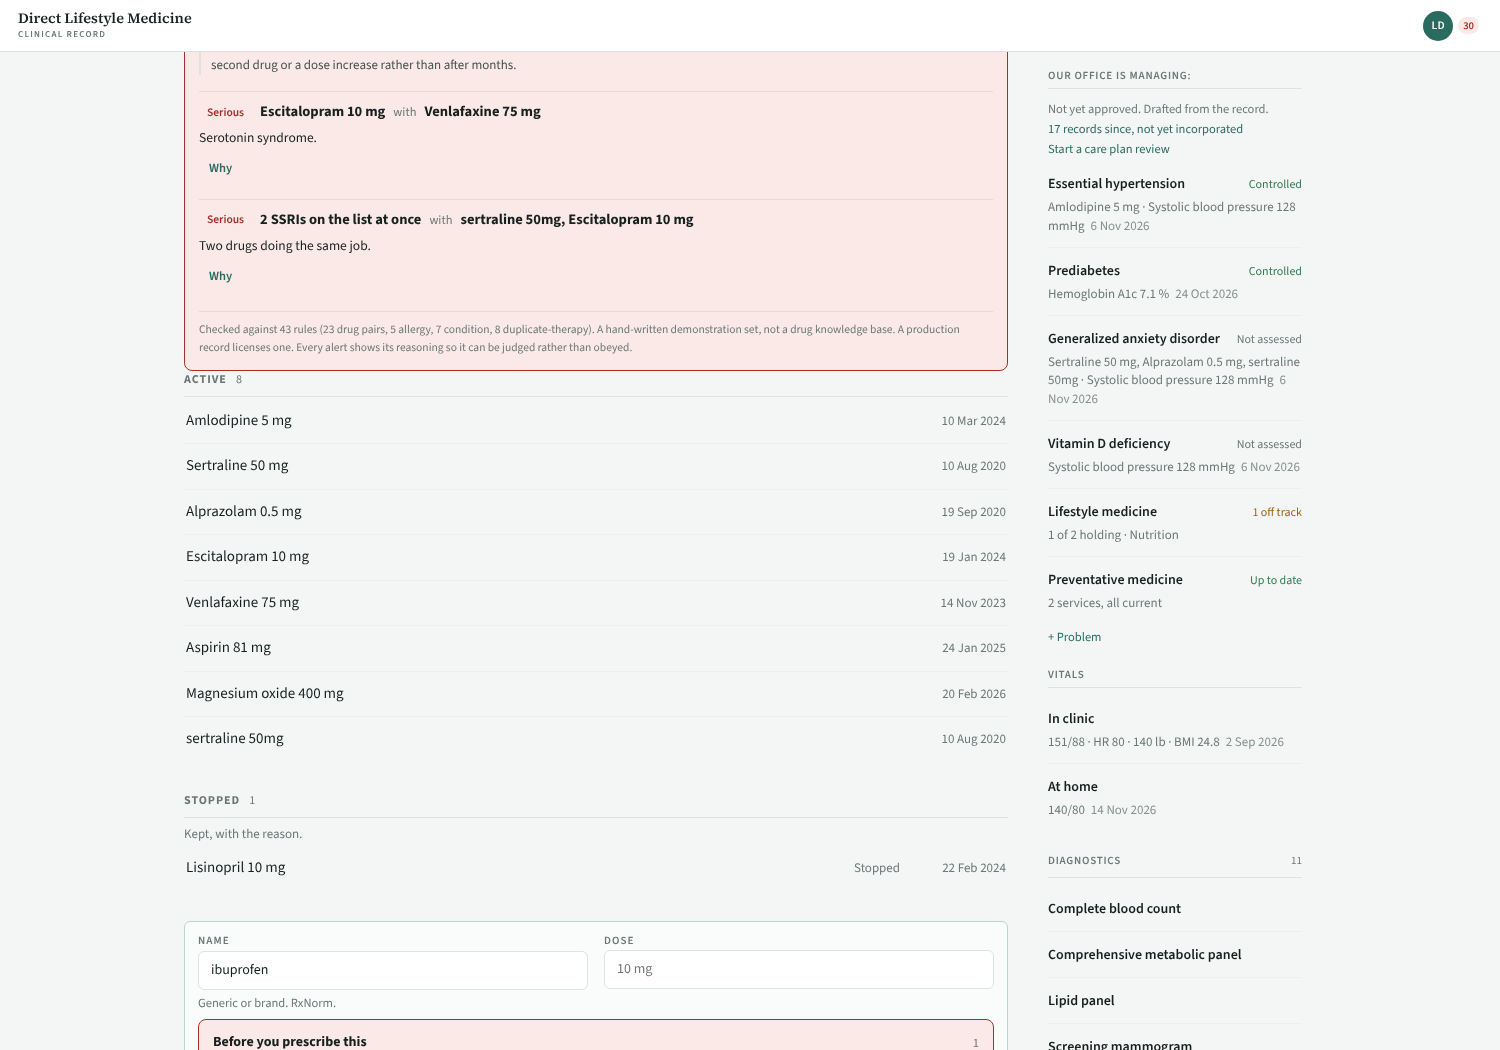 Direct Lifestyle Medicine
CLINICAL RECORD
LD
30
second drug or a dose increase rather than after months.
Serious Escitalopram 10 mg with Venlafaxine 75 mg
Serotonin syndrome.
Why
Serious 2 SSRIs on the list at once with sertraline 50mg, Escitalopram 10 mg
Two drugs doing the same job.
Why
Checked against 43 rules (23 drug pairs, 5 allergy, 7 condition, 8 duplicate-therapy). A hand-written demonstration set, not a drug knowledge base. A production
record licenses one. Every alert shows its reasoning so it can be judged rather than obeyed.
ACTIVE 8
Amlodipine 5 mg 10 Mar 2024
Sertraline 50 mg 10 Aug 2020
Alprazolam 0.5 mg 19 Sep 2020
Escitalopram 10 mg 19 Jan 2024
Venlafaxine 75 mg 14 Nov 2023
Aspirin 81 mg 24 Jan 2025
Magnesium oxide 400 mg 20 Feb 2026
sertraline 50mg 10 Aug 2020
STOPPED 1
Kept, with the reason.
Lisinopril 10 mg Stopped 22 Feb 2024
NAME
ibuprofen
Generic or brand. RxNorm.
DOSE
10 mg
Before you prescribe this 1
OUR OFFICE IS MANAGING:
Not yet approved. Drafted from the record.
17 records since, not yet incorporated
Start a care plan review
Essential hypertension Controlled
Amlodipine 5 mg · Systolic blood pressure 128
mmHg 6 Nov 2026
Prediabetes Controlled
Hemoglobin A1c 7.1 % 24 Oct 2026
Generalized anxiety disorder Not assessed
Sertraline 50 mg, Alprazolam 0.5 mg, sertraline
50mg · Systolic blood pressure 128 mmHg 6
Nov 2026
Vitamin D deficiency Not assessed
Systolic blood pressure 128 mmHg 6 Nov 2026
Lifestyle medicine 1 off track
1 of 2 holding · Nutrition
Preventative medicine Up to date
2 services, all current
+ Problem
VITALS
In clinic
151/88 · HR 80 · 140 lb · BMI 24.8 2 Sep 2026
At home
140/80 14 Nov 2026
DIAGNOSTICS 11
Complete blood count
Comprehensive metabolic panel
Lipid panel
Screening mammogram